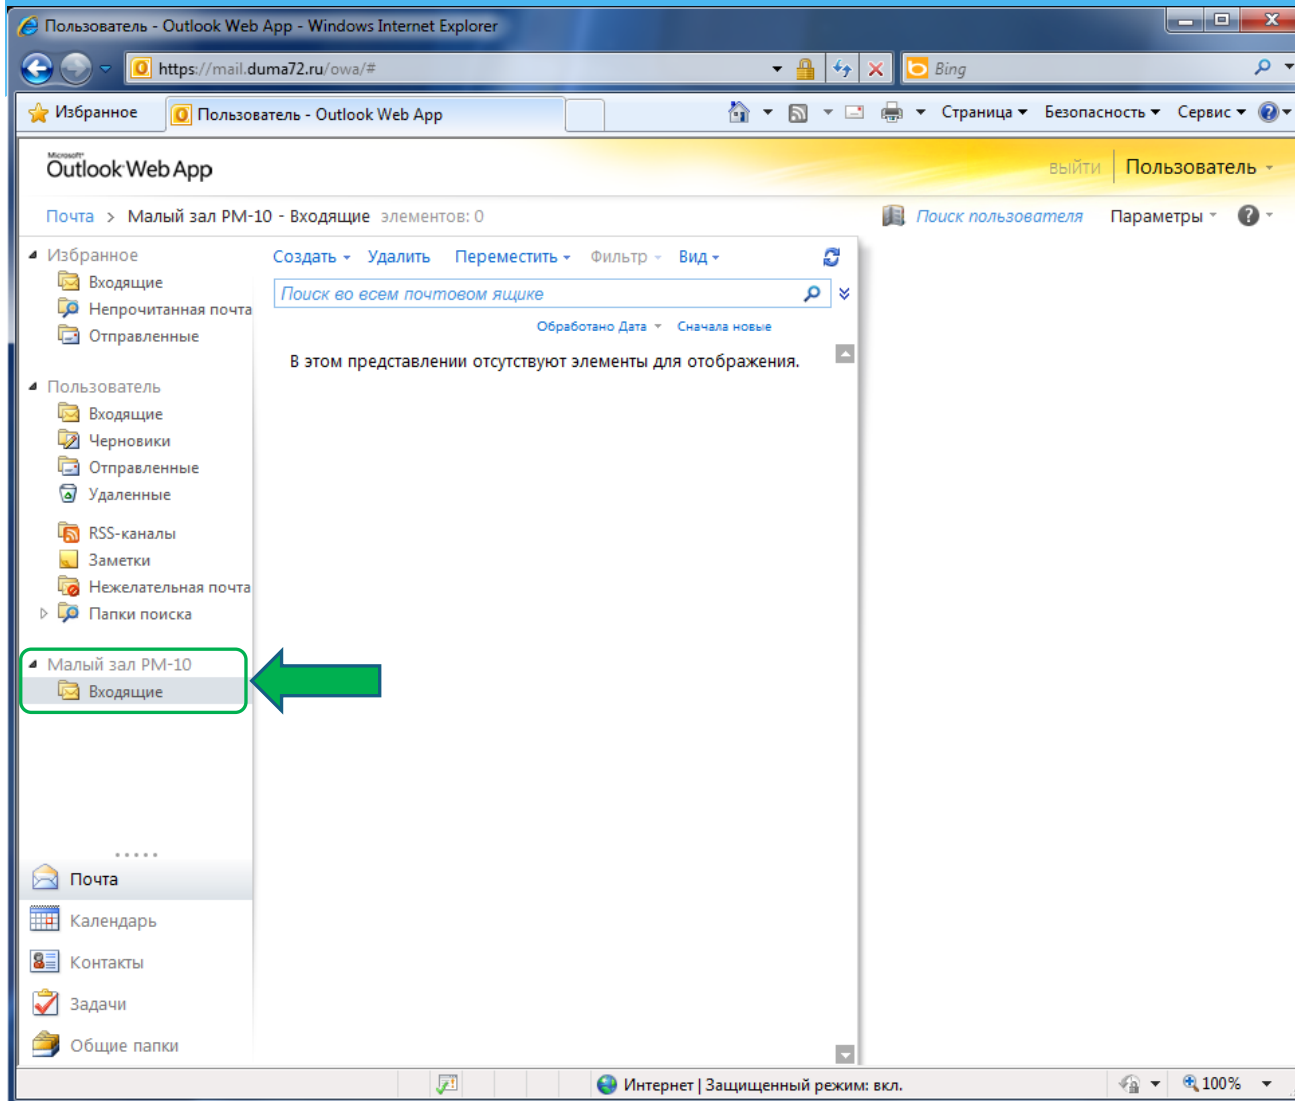 Пользователь - Outlook Web App - Windows Internet Explorer
https://mail.duma72.ru/owa/#
Bing
Избранное
Пользователь - Outlook Web App
Страница
Безопасность
Сервис
Microsoft
Outlook Web App
выйти
Пользователь
Почта > Малый зал РМ-10 - Входящие элементов: 0
Поиск пользователя
Параметры
Избранное
Входящие
Непрочитанная почта
Отправленные
Пользователь
Входящие
Черновики
Отправленные
Удаленные
RSS-каналы
Заметки
Нежелательная почта
Папки поиска
Малый зал РМ-10
Входящие
Создать Удалить Переместить Фильтр Вид
Поиск во всем почтовом ящике
Обработано Дата Сначала новые
В этом представлении отсутствуют элементы для отображения.
Почта
Календарь
Контакты
Задачи
Общие папки
Интернет | Защищенный режим: вкл.
100%